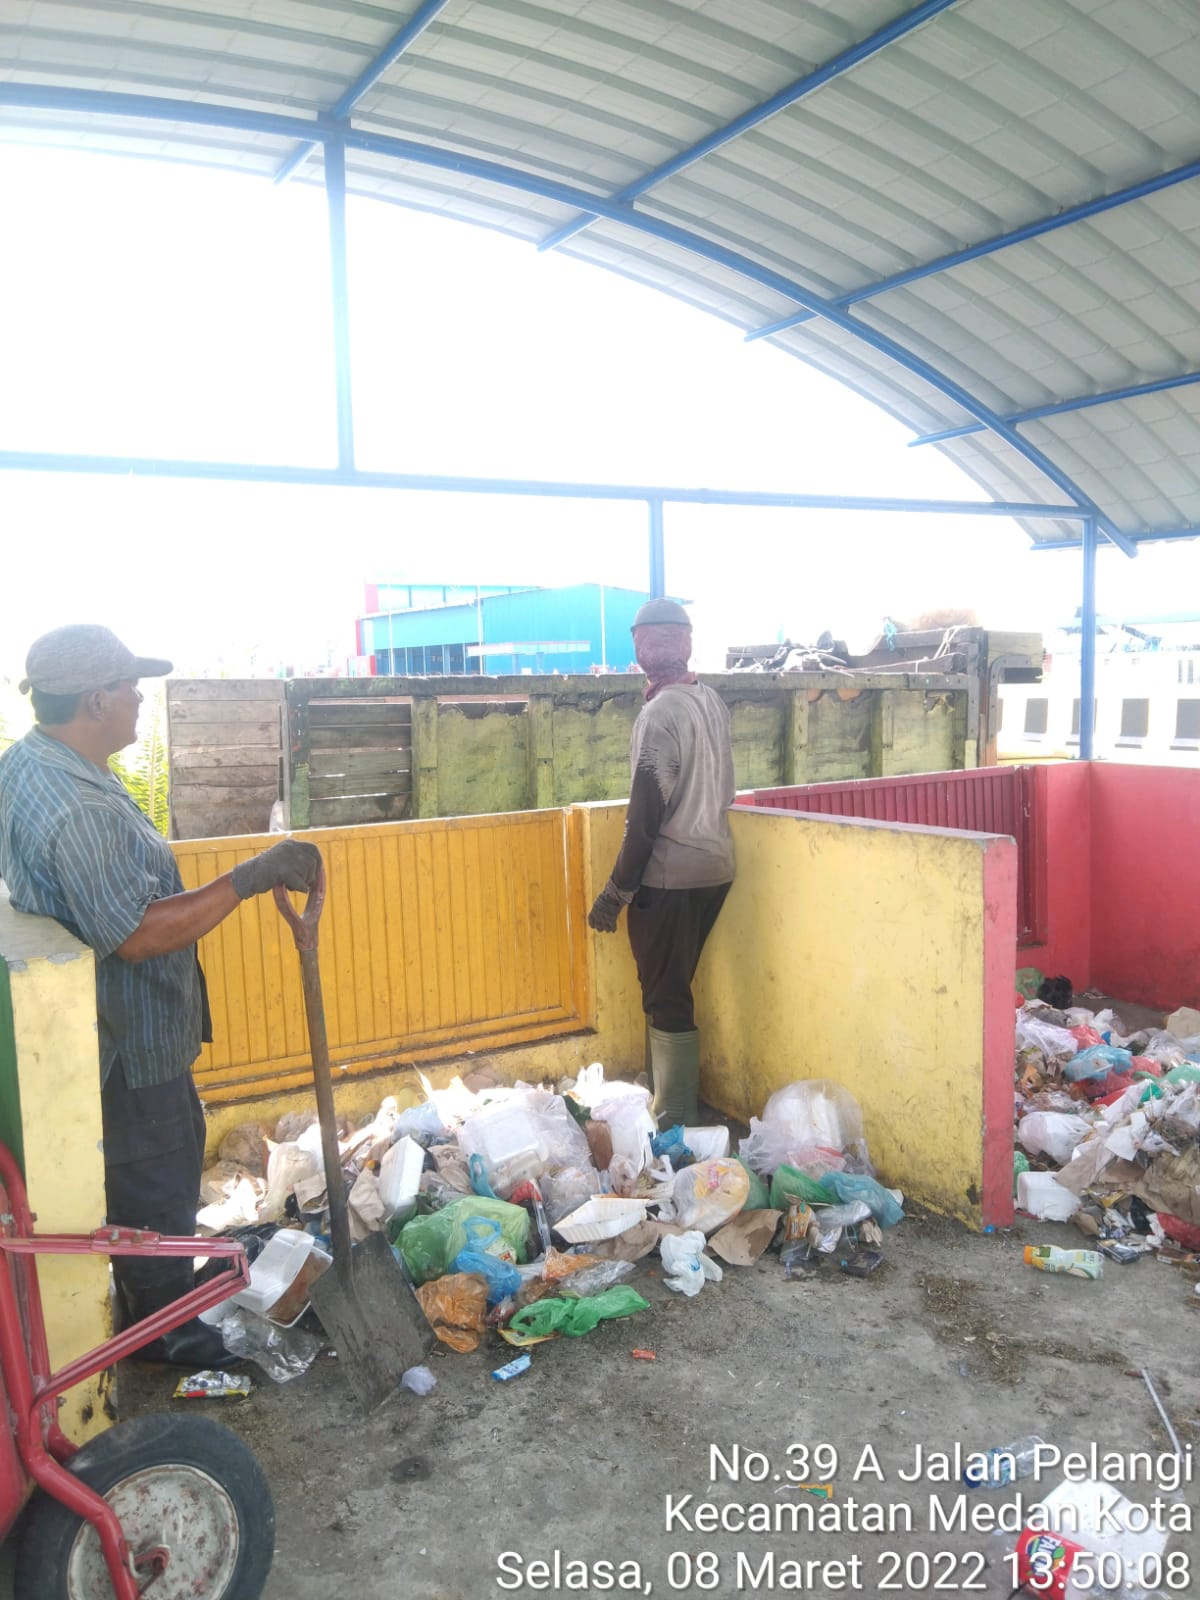 No.39 A Jalan Pelangi
Kecamatan Medan Kota
Selasa, 08 Maret 2022 13:50:08